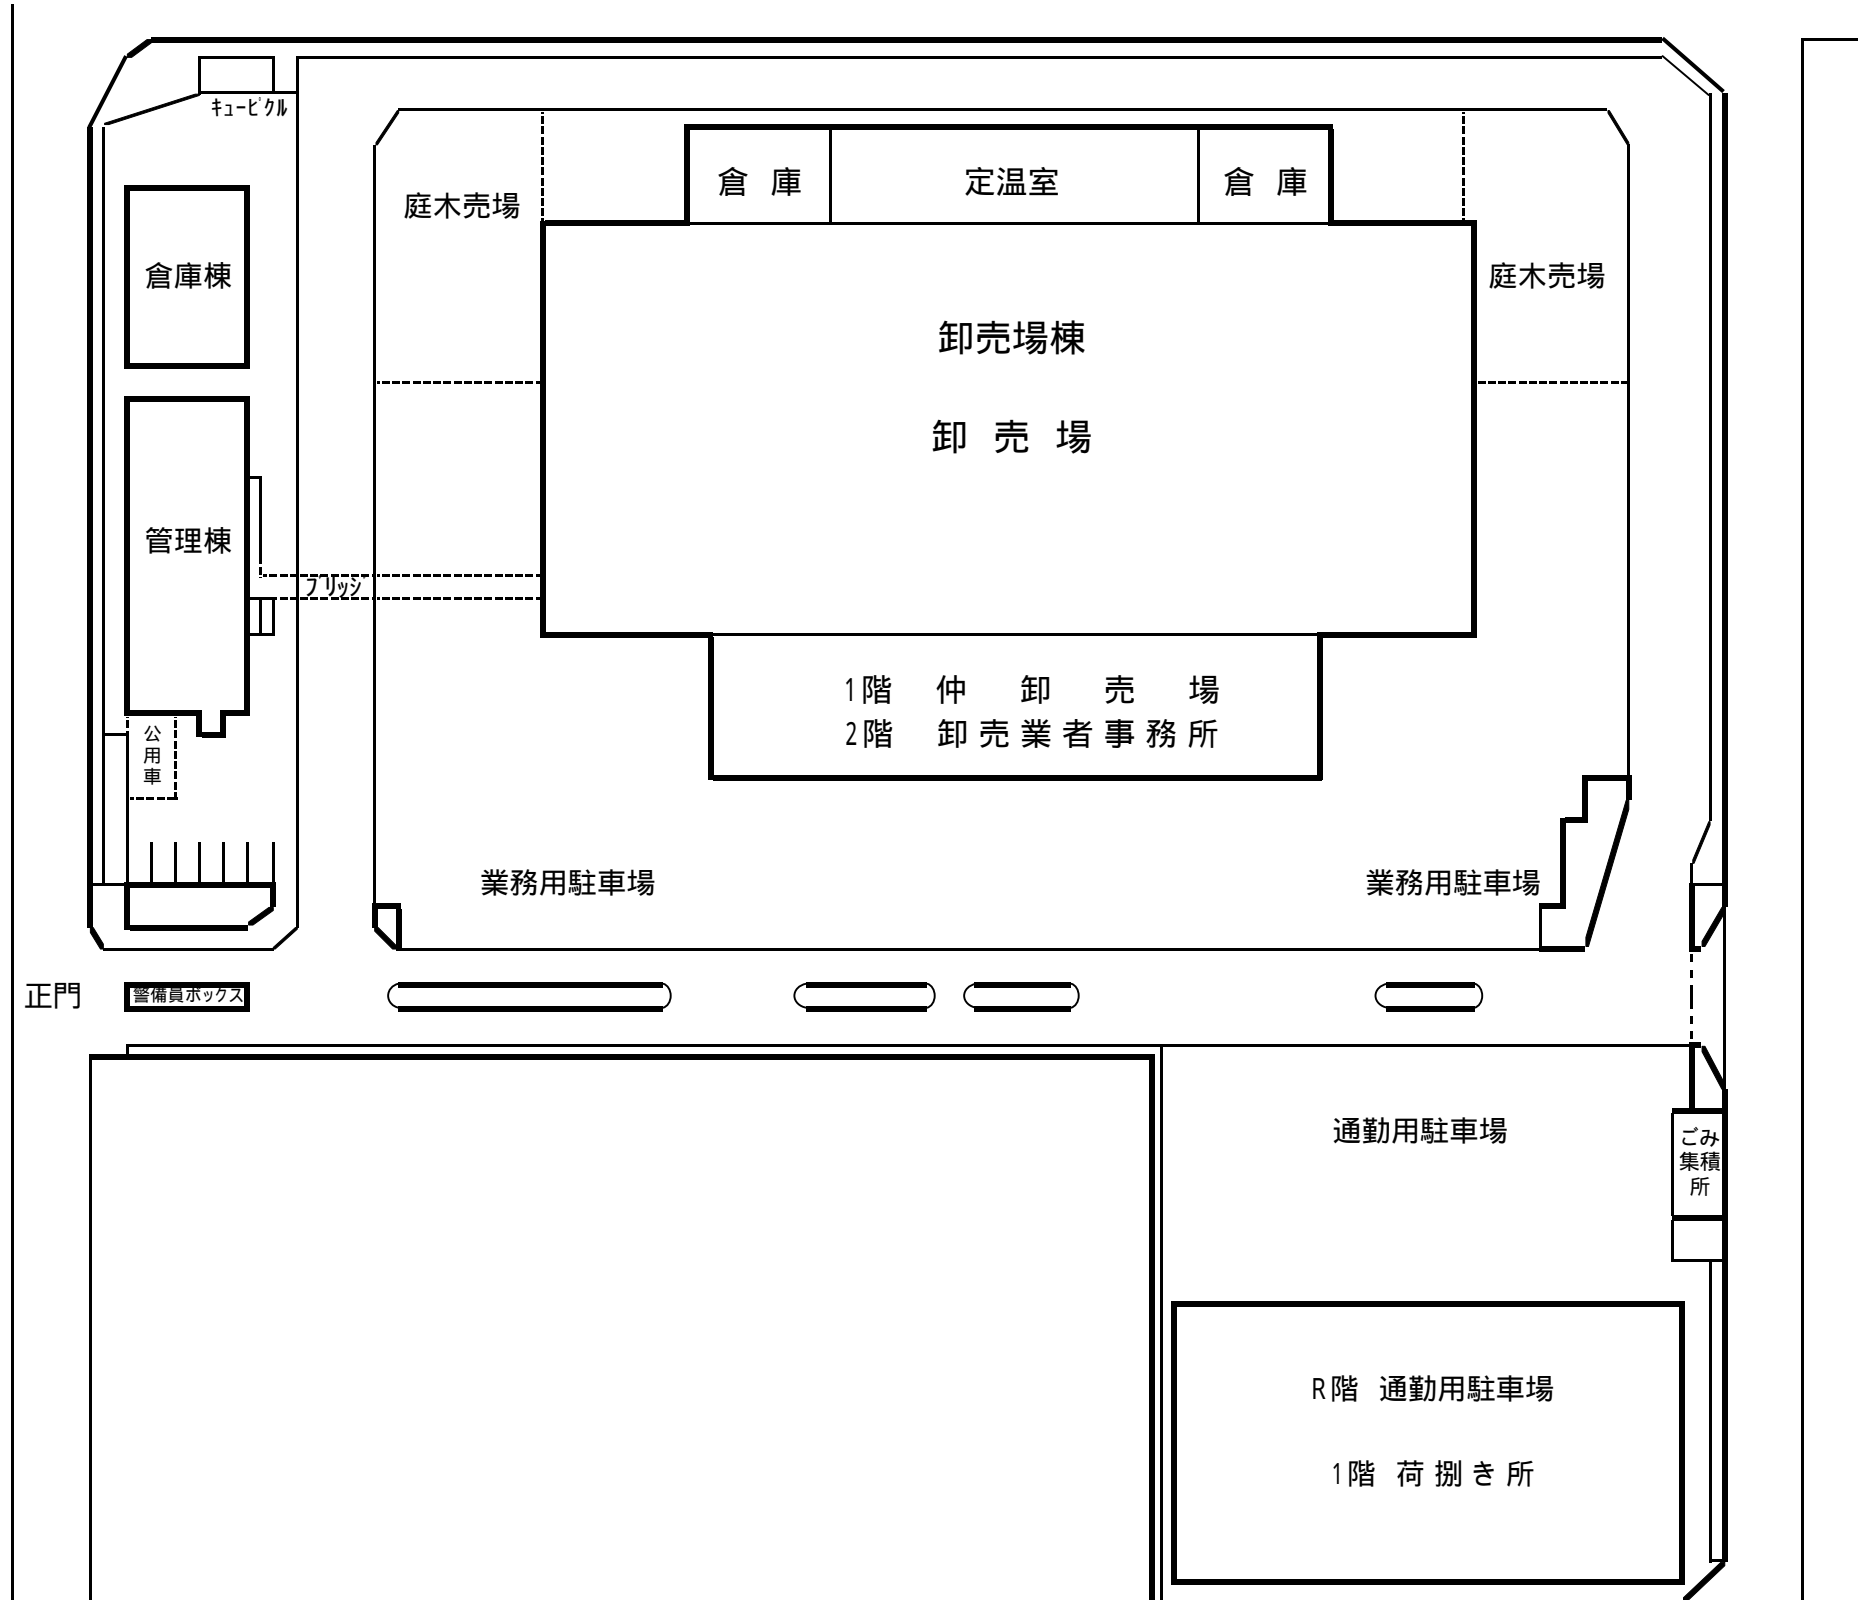 ｷｭｰﾋﾞｸﾙ
倉 庫
定温室
倉 庫
庭木売場
倉庫棟
庭木売場
卸売場棟
卸 売 場
管理棟
ﾌﾞﾘｯｼﾞ
1階 仲 卸 売 場
2階 卸売業者事務所
公
用
車
業務用駐車場
業務用駐車場
正門
警備員ボックス
通勤用駐車場
ごみ
集積
所
R階 通勤用駐車場
1階 荷捌き所